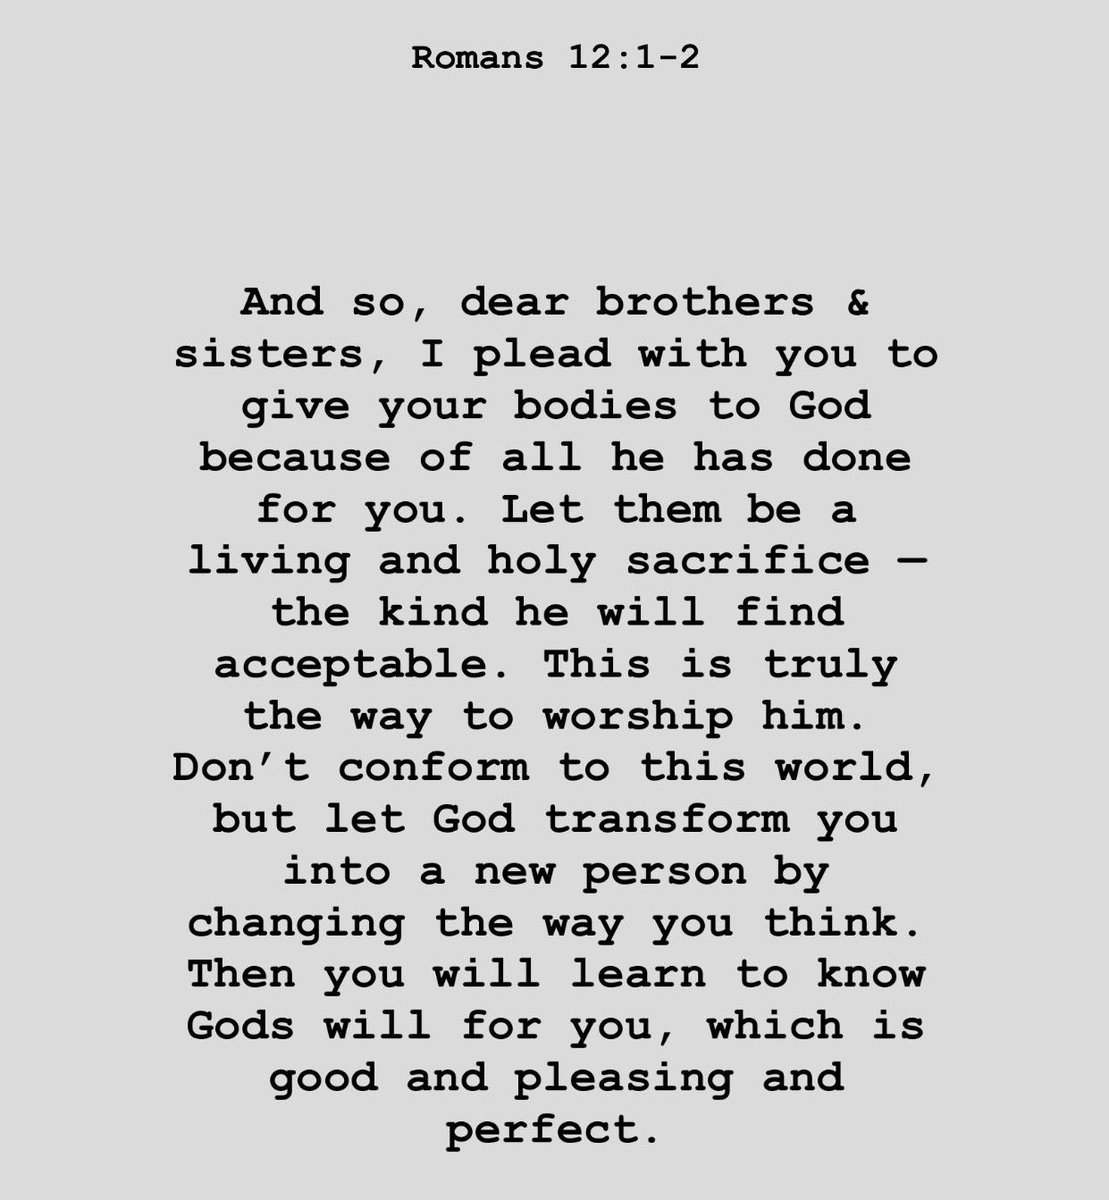 Romans 12:1-2
And so, dear brothers &
sisters, I plead with you to
give your bodies to God
because of all he has done
for you. Let them be a
living and holy sacrifice —
the kind he will find
acceptable. This is truly
the way to worship him.
Don’t conform to this world,
but let God transform you
into a new person by
changing the way you think.
Then you will learn to know
Gods will for you, which is
good and pleasing and
perfect.